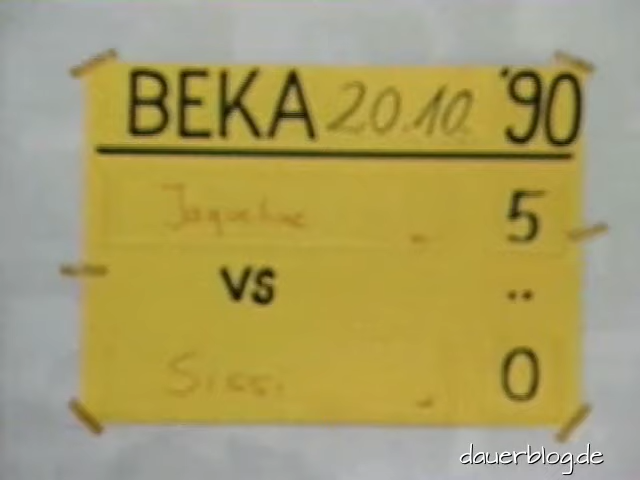 BEKA 20.10. '90
Jaqueline 5
vs ..
Sissi 0
dauerblog.de